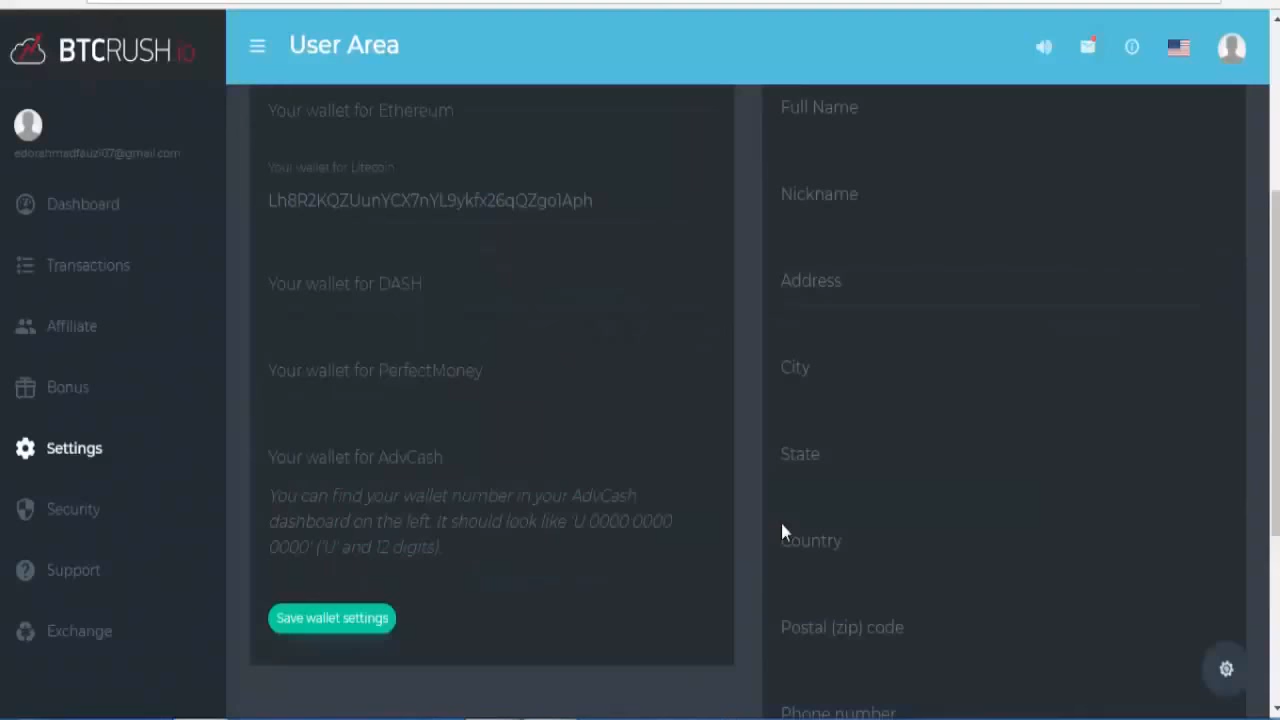 BTCRUSH.IO
User Area
edorahmadfauzi07@gmail.com
Dashboard
Transactions
Affiliate
Bonus
Settings
Security
Support
Exchange
Your wallet for Ethereum
Your wallet for Litecoin
Lh8R2KQZUunYCX7nYL9ykfx26qQZgo1Aph
Your wallet for DASH
Your wallet for PerfectMoney
Your wallet for AdvCash
You can find your wallet number in your AdvCash
dashboard on the left. It should look like 'U 0000 0000
0000' ('U' and 12 digits).
Save wallet settings
Full Name
Nickname
Address
City
State
Country
Postal (zip) code
Phone number